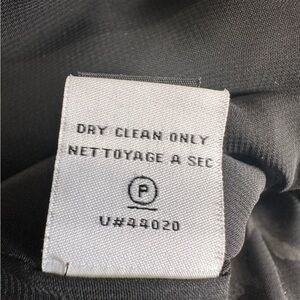 DRY CLEAN ONLY
NETTOYAGE A SEC
P
U#44020